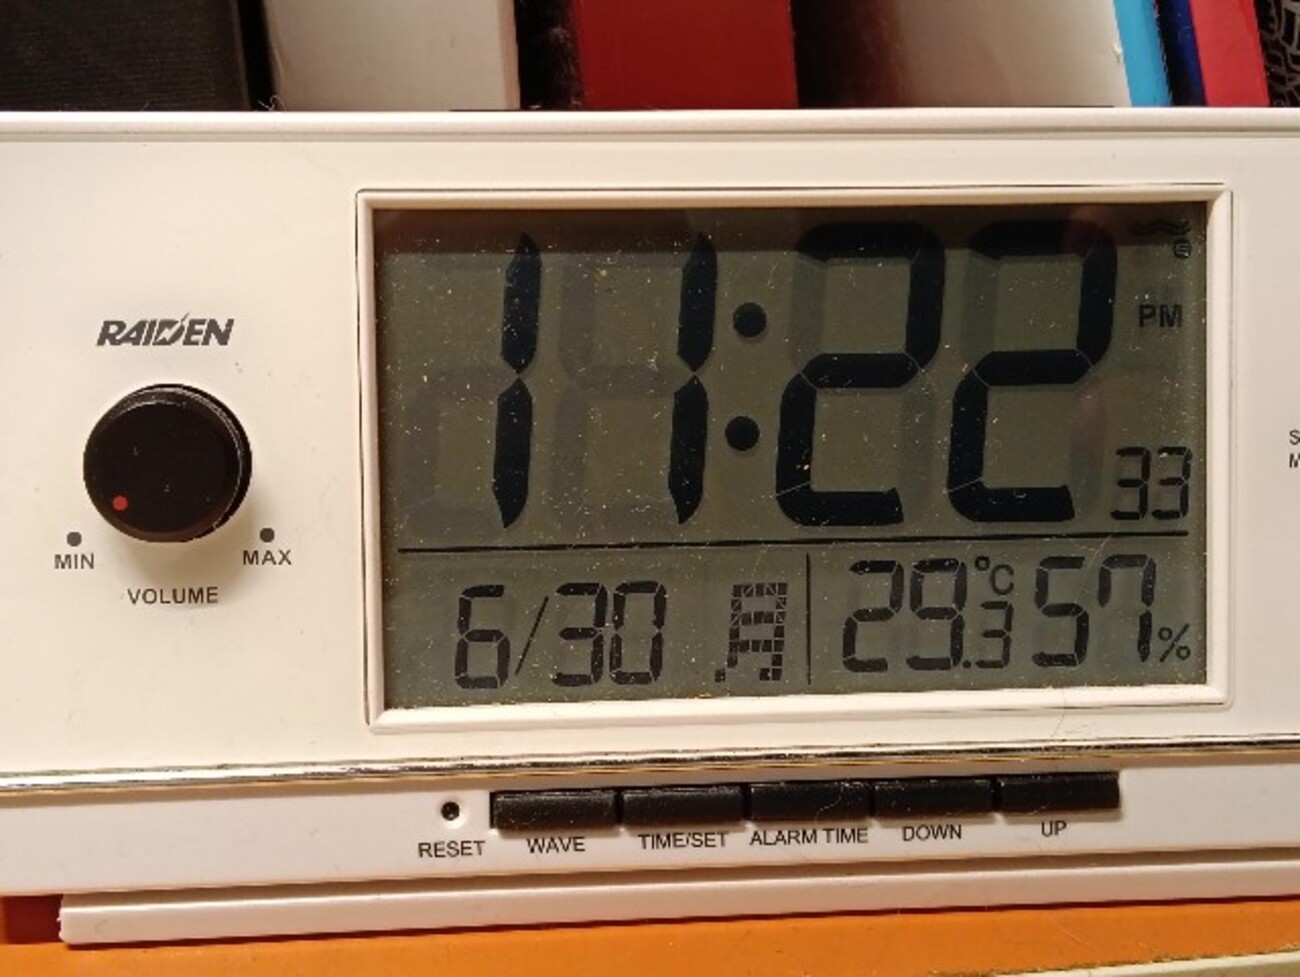 RAIDEN
MIN
MAX
VOLUME
11:22
PM
33
6/30
月
29.3
°C
57
%
RESET
WAVE
TIME/SET
ALARM TIME
DOWN
UP